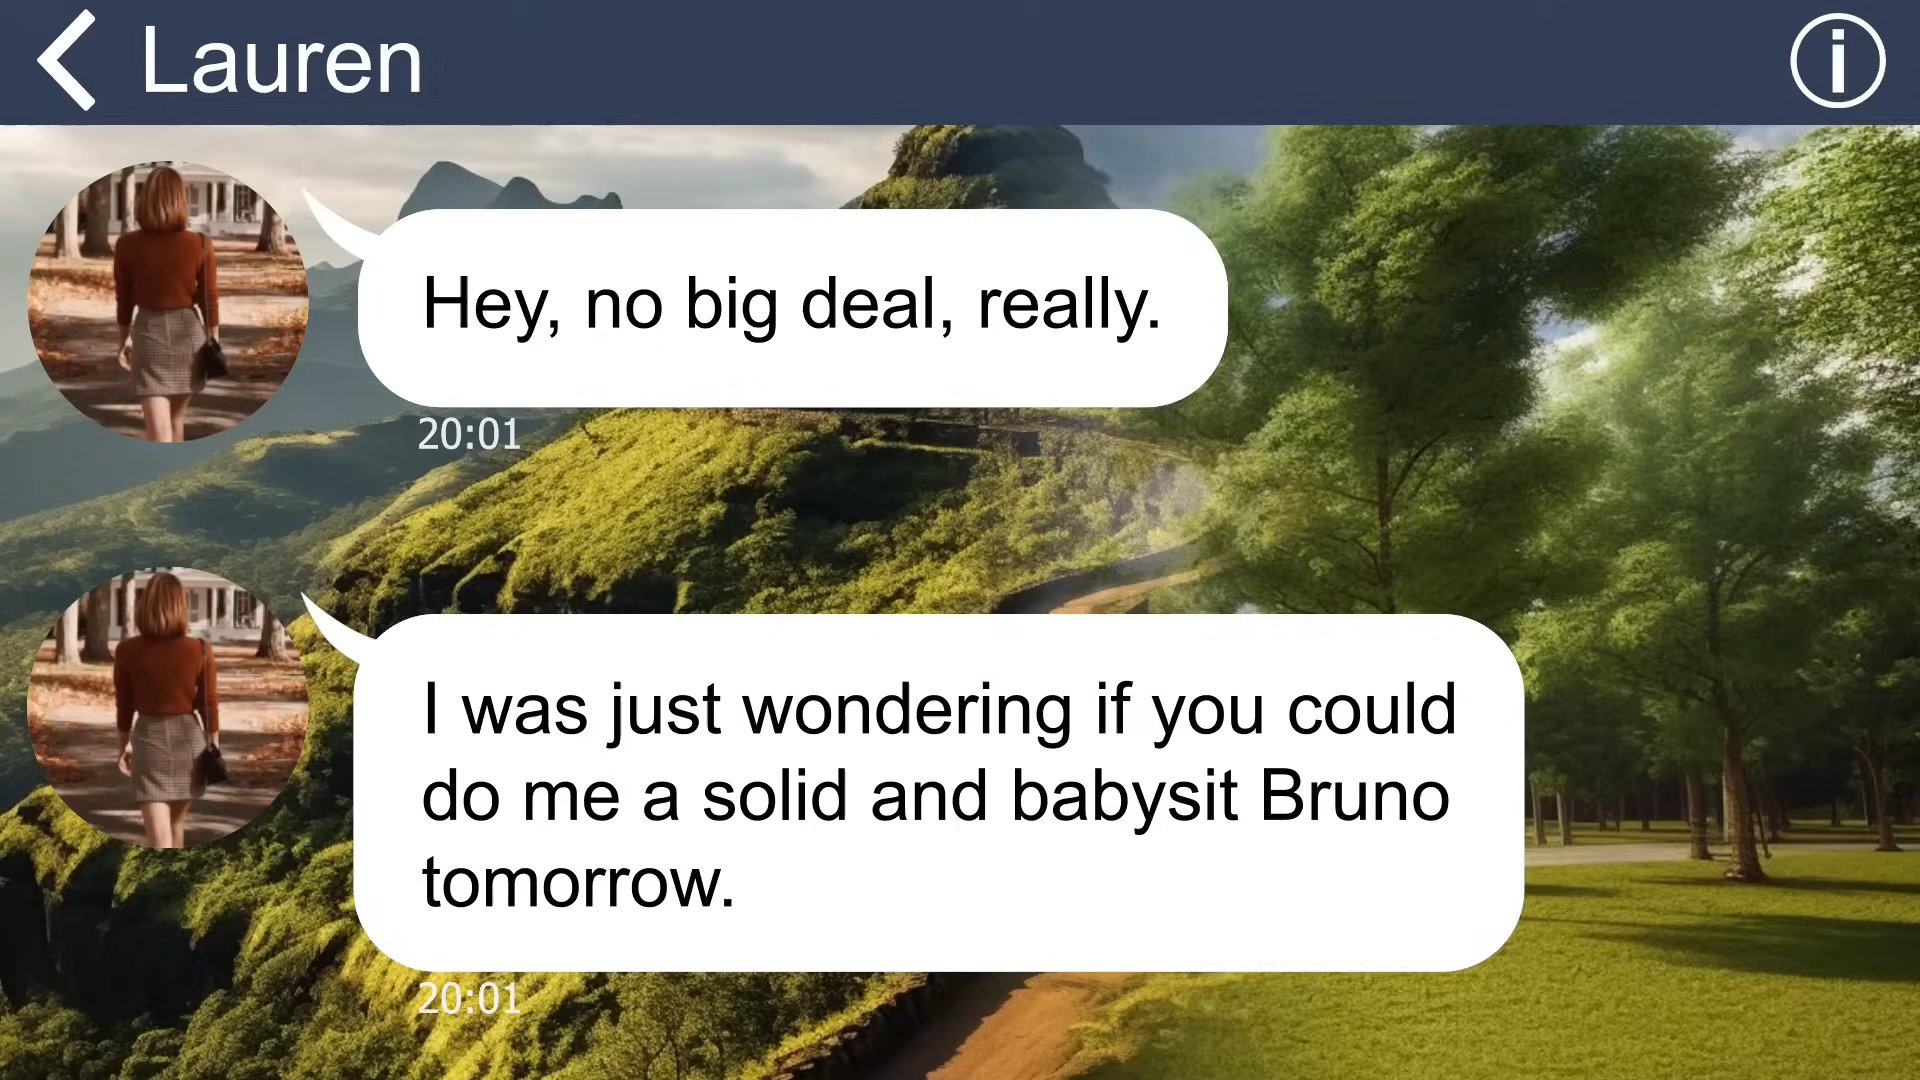 Lauren
Hey, no big deal, really.
20:01
I was just wondering if you could
do me a solid and babysit Bruno
tomorrow.
20:01